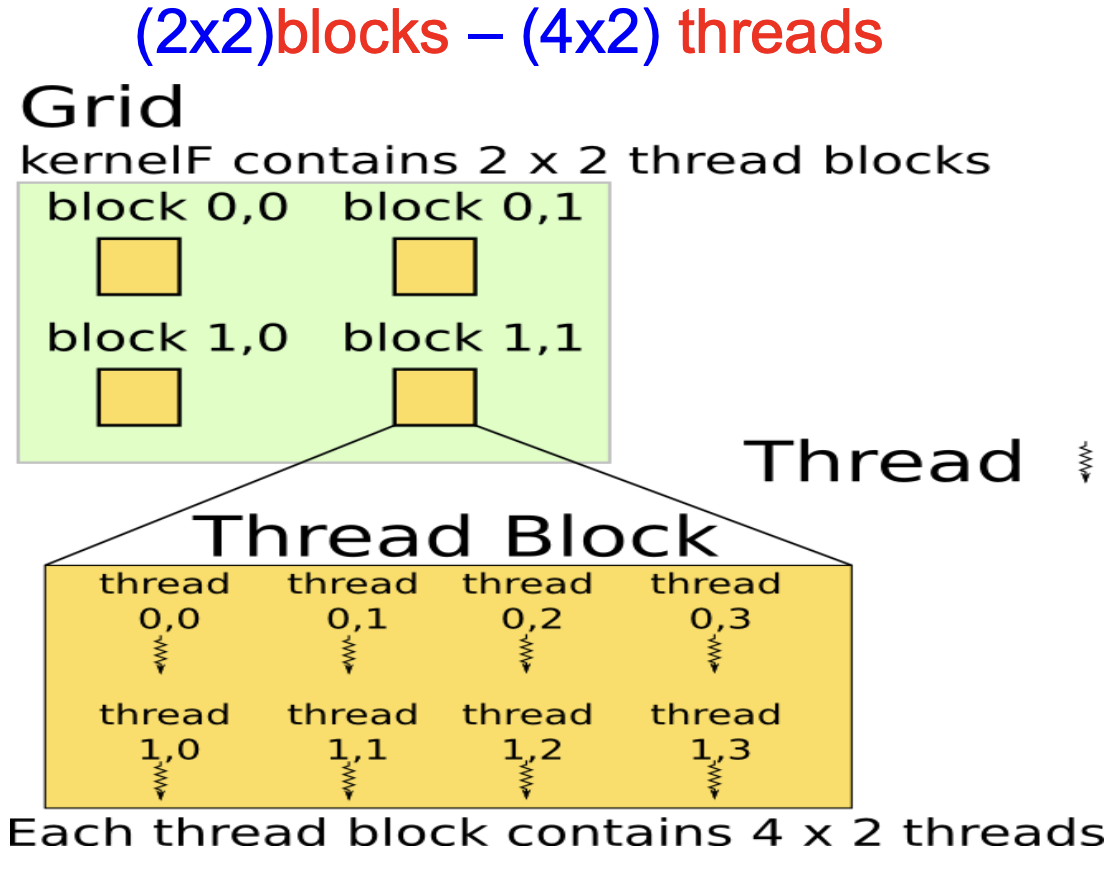 (2x2)blocks – (4x2) threads
Grid
kernelF contains 2 x 2 thread blocks
block 0,0 block 0,1
block 1,0 block 1,1
Thread
Thread Block
thread thread thread thread
0,0 0,1 0,2 0,3
thread thread thread thread
1,0 1,1 1,2 1,3
Each thread block contains 4 x 2 threads